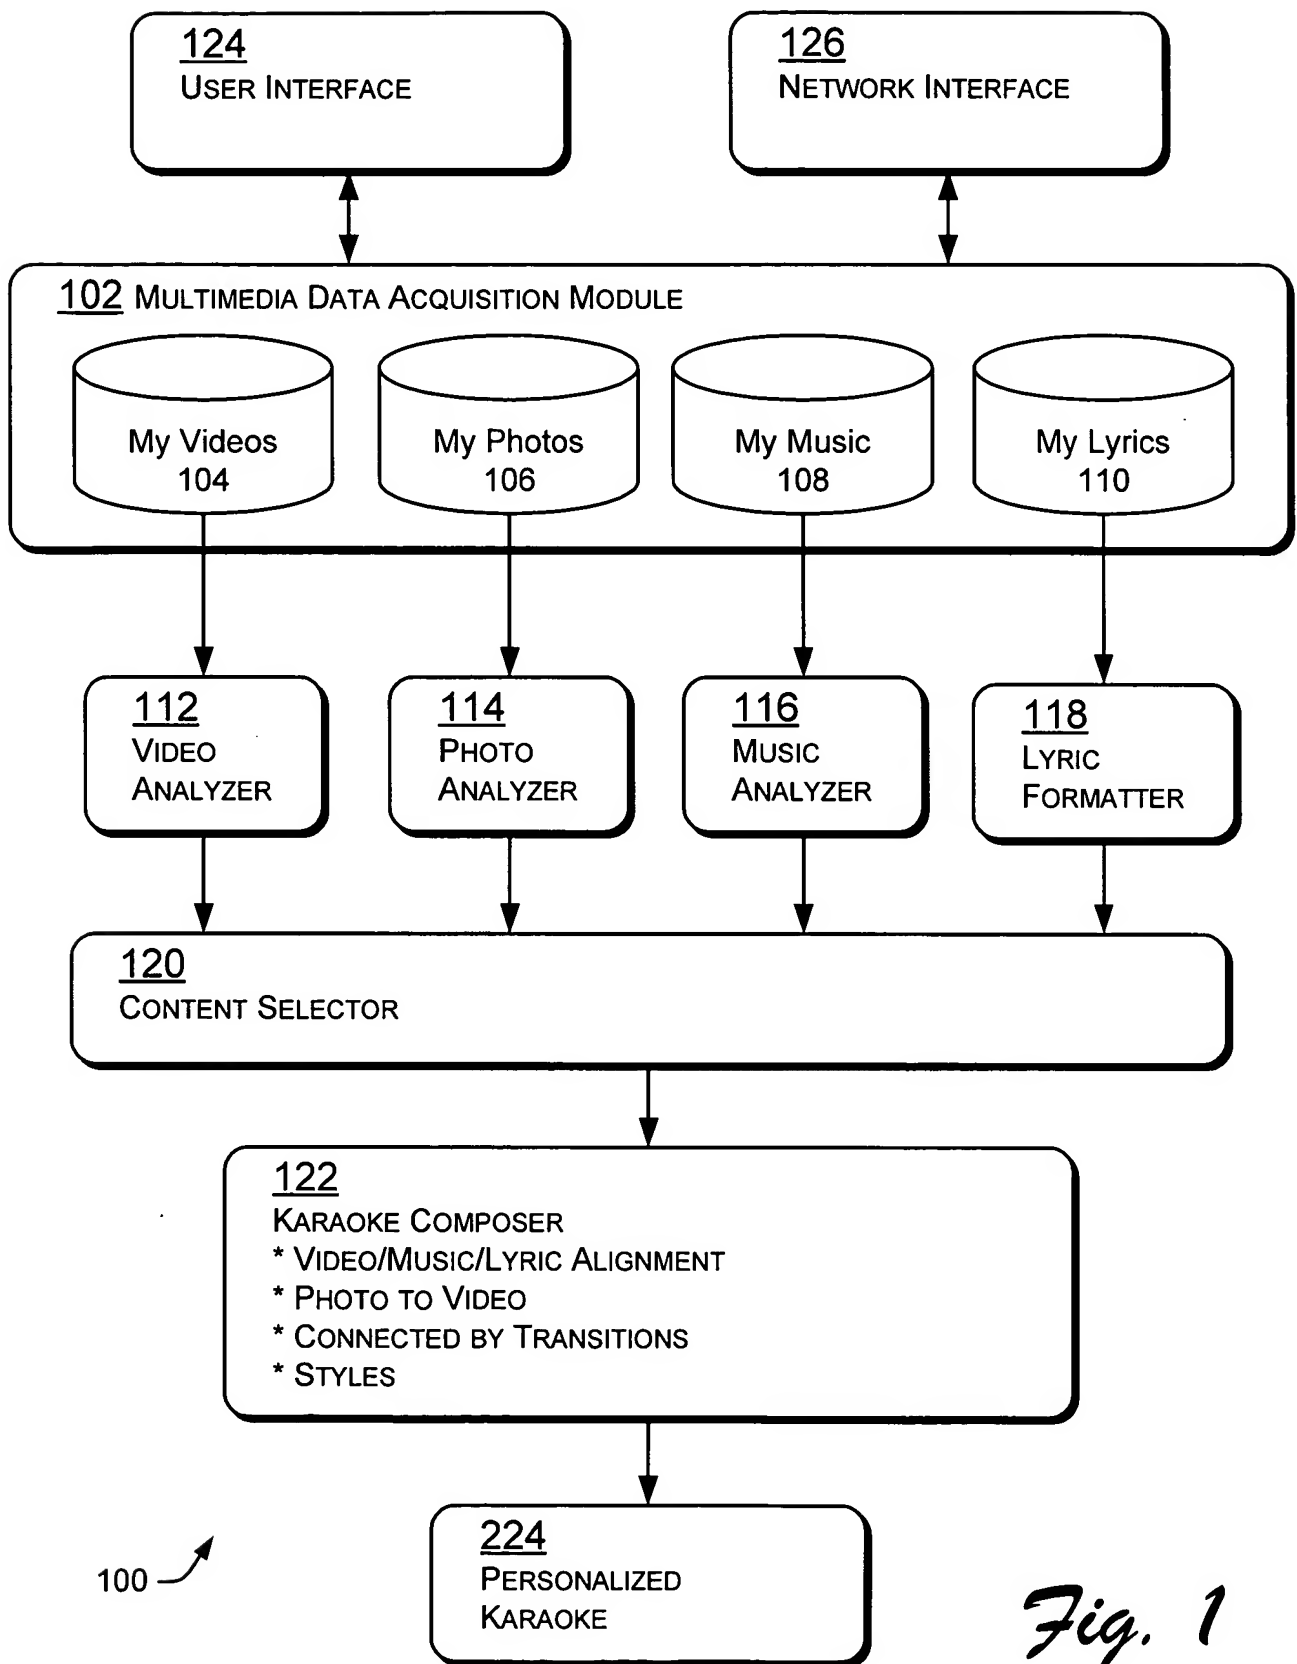 124
USER INTERFACE
126
NETWORK INTERFACE
102 MULTIMEDIA DATA ACQUISITION MODULE
My Videos
104
My Photos
106
My Music
108
My Lyrics
110
112
VIDEO
ANALYZER
114
PHOTO
ANALYZER
116
MUSIC
ANALYZER
118
LYRIC
FORMATTER
120
CONTENT SELECTOR
122
KARAOKE COMPOSER
* VIDEO/MUSIC/LYRIC ALIGNMENT
* PHOTO TO VIDEO
* CONNECTED BY TRANSITIONS
* STYLES
224
PERSONALIZED
KARAOKE
100
Fig. 1